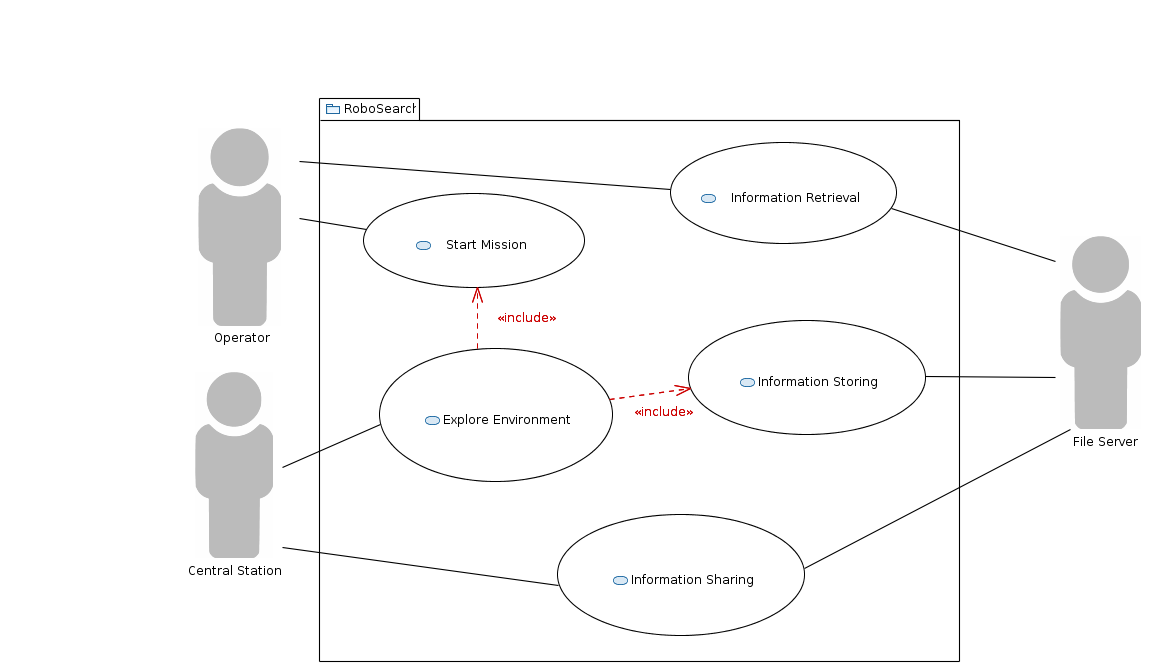 RoboSearch
Information Retrieval
Start Mission
«include»
Operator
Information Storing
Explore Environment
«include»
File Server
Central Station
Information Sharing